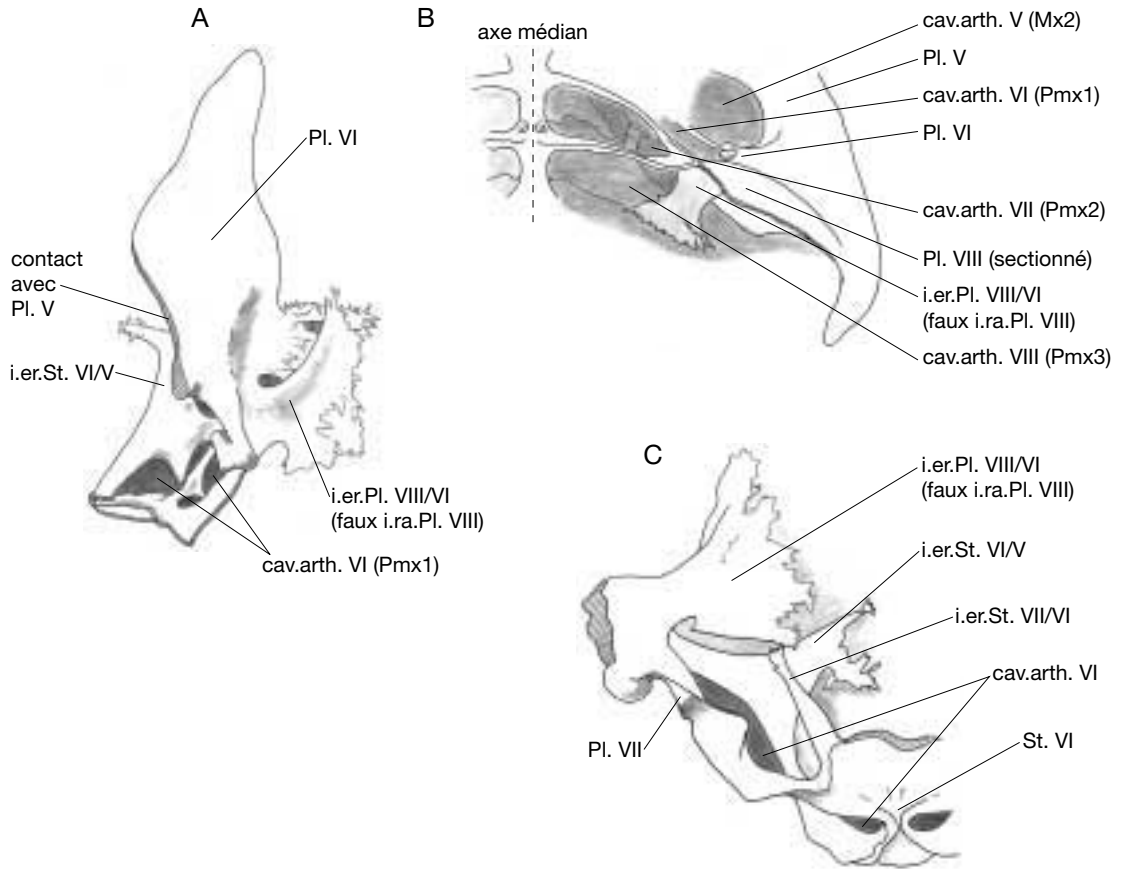 A
Pl. VI
contact
avec
Pl. V
i.er.St. VI/V
i.er.Pl. VIII/VI
(faux i.ra.Pl. VIII)
cav.arth. VI (Pmx1)
B
axe médian
cav.arth. V (Mx2)
Pl. V
cav.arth. VI (Pmx1)
Pl. VI
cav.arth. VII (Pmx2)
Pl. VIII (sectionné)
i.er.Pl. VIII/VI
(faux i.ra.Pl. VIII)
cav.arth. VIII (Pmx3)
C
i.er.Pl. VIII/VI
(faux i.ra.Pl. VIII)
i.er.St. VI/V
i.er.St. VII/VI
cav.arth. VI
St. VI
Pl. VII